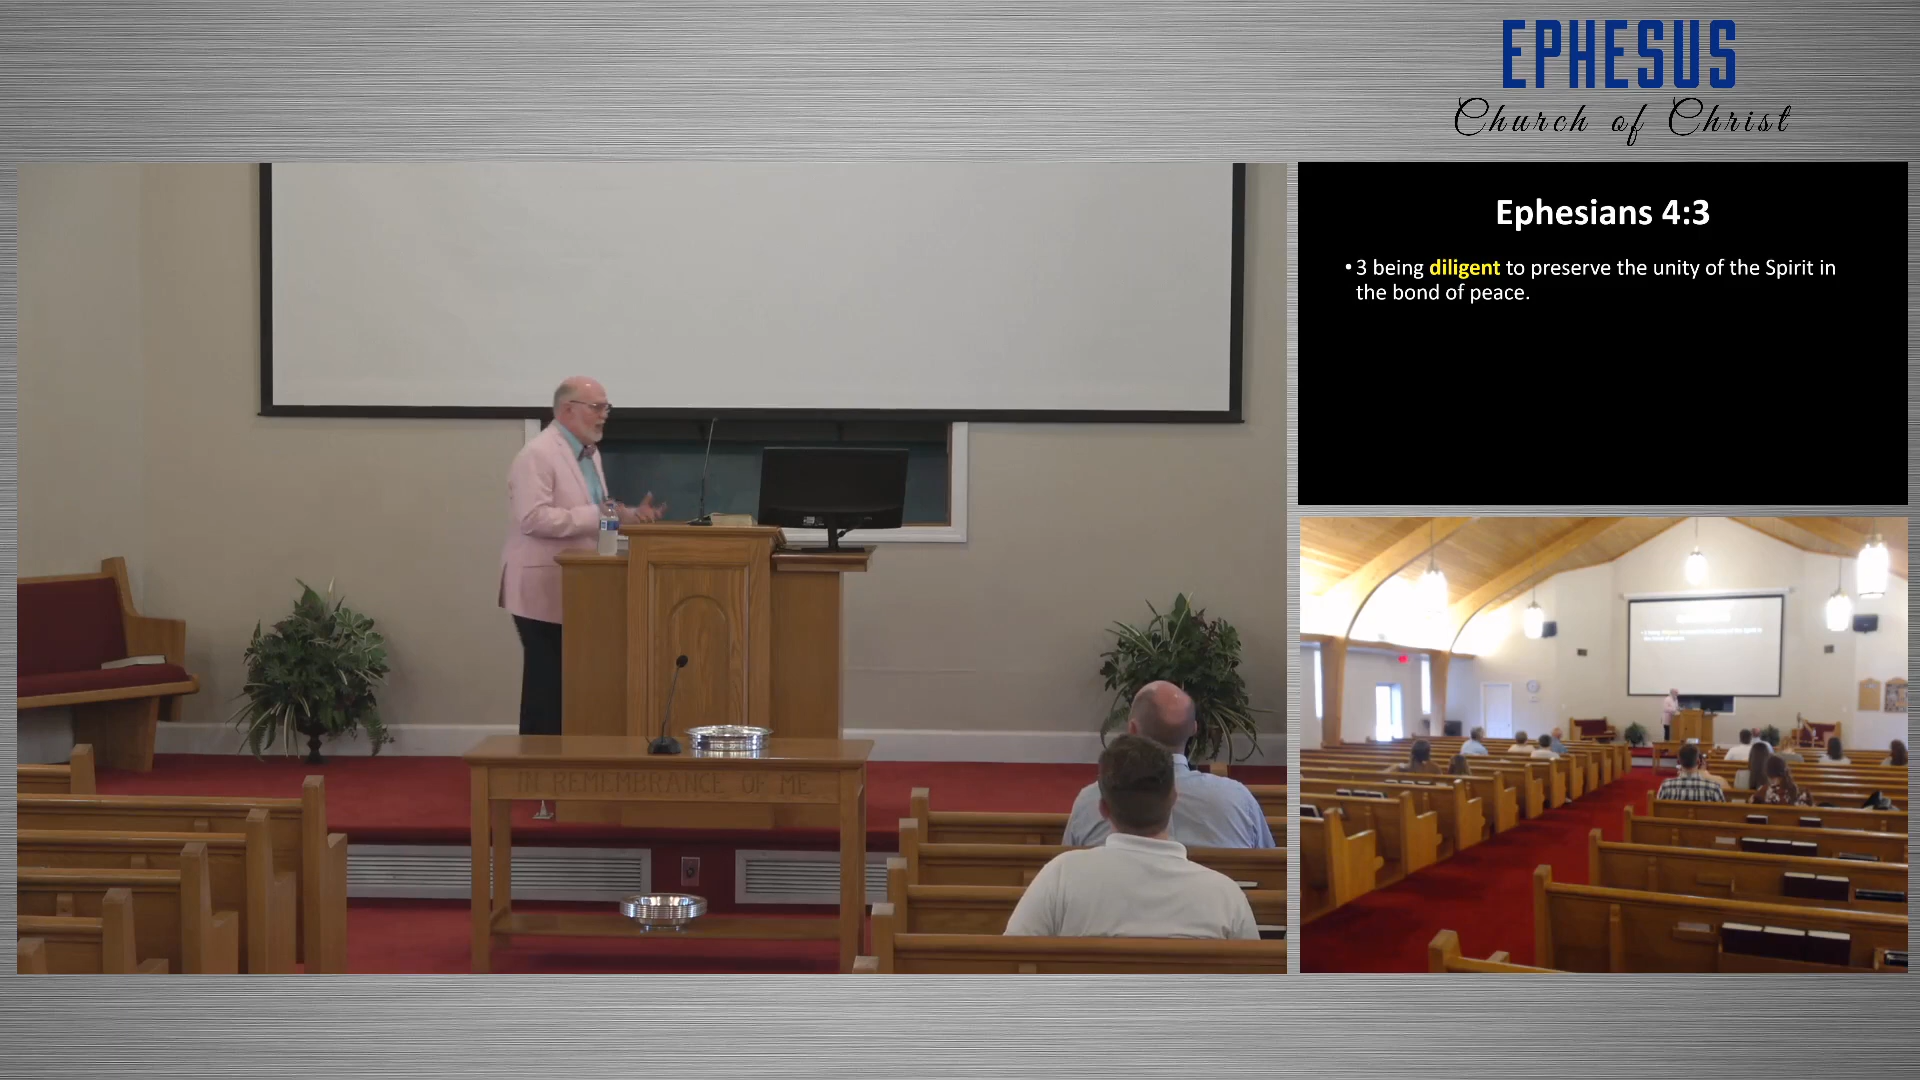 EPHESUS
Church of Christ
Ephesians 4:3
• 3 being diligent to preserve the unity of the Spirit in
the bond of peace.
IN REMEMBRANCE OF ME